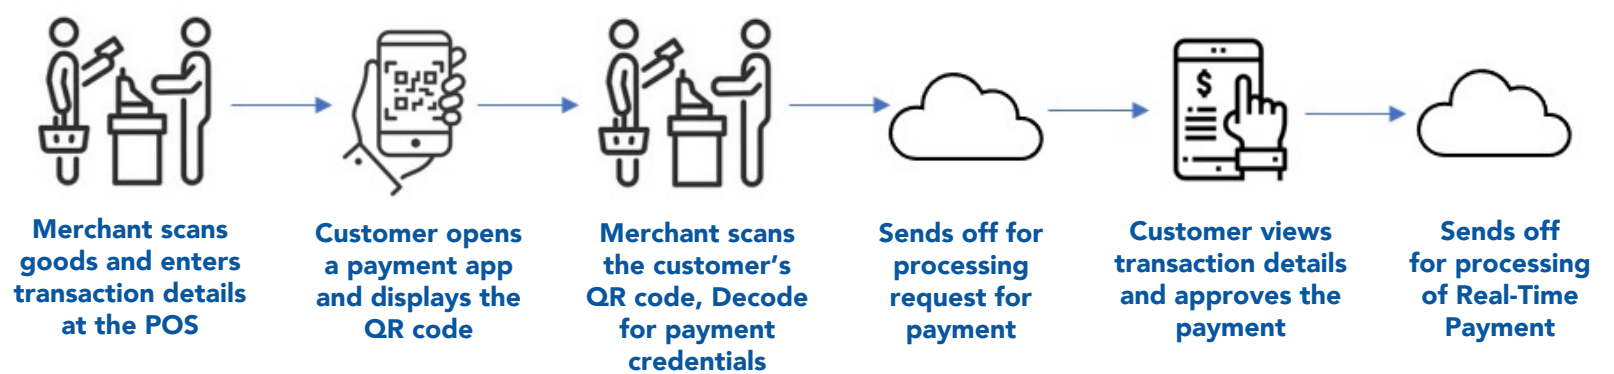 Merchant scans
goods and enters
transaction details
at the POS
Customer opens
a payment app
and displays the
QR code
Merchant scans
the customer's
QR code, Decode
for payment
credentials
Sends off for
processing
request for
payment
$
Customer views
transaction details
and approves the
payment
Sends off
for processing
of Real-Time
Payment